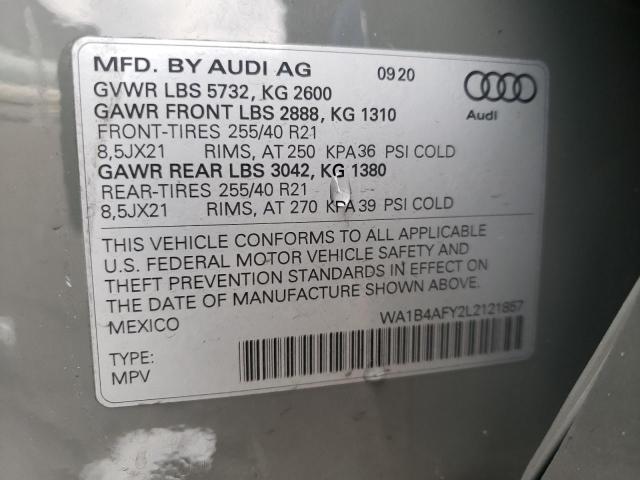 MFD. BY AUDI AG 09 20
GVWR LBS 5732, KG 2600
GAWR FRONT LBS 2888, KG 1310
FRONT-TIRES 255/40 R21
8,5JX21 RIMS, AT 250 KPA36 PSI COLD
GAWR REAR LBS 3042, KG 1380
REAR-TIRES 255/40 R21
8,5JX21 RIMS, AT 270 KPA 39 PSI COLD
Audi
THIS VEHICLE CONFORMS TO ALL APPLICABLE
U.S. FEDERAL MOTOR VEHICLE SAFETY AND
THEFT PREVENTION STANDARDS IN EFFECT ON
THE DATE OF MANUFACTURE SHOWN ABOVE.
MEXICO WA1B4AFY2L2121857
TYPE:
MPV